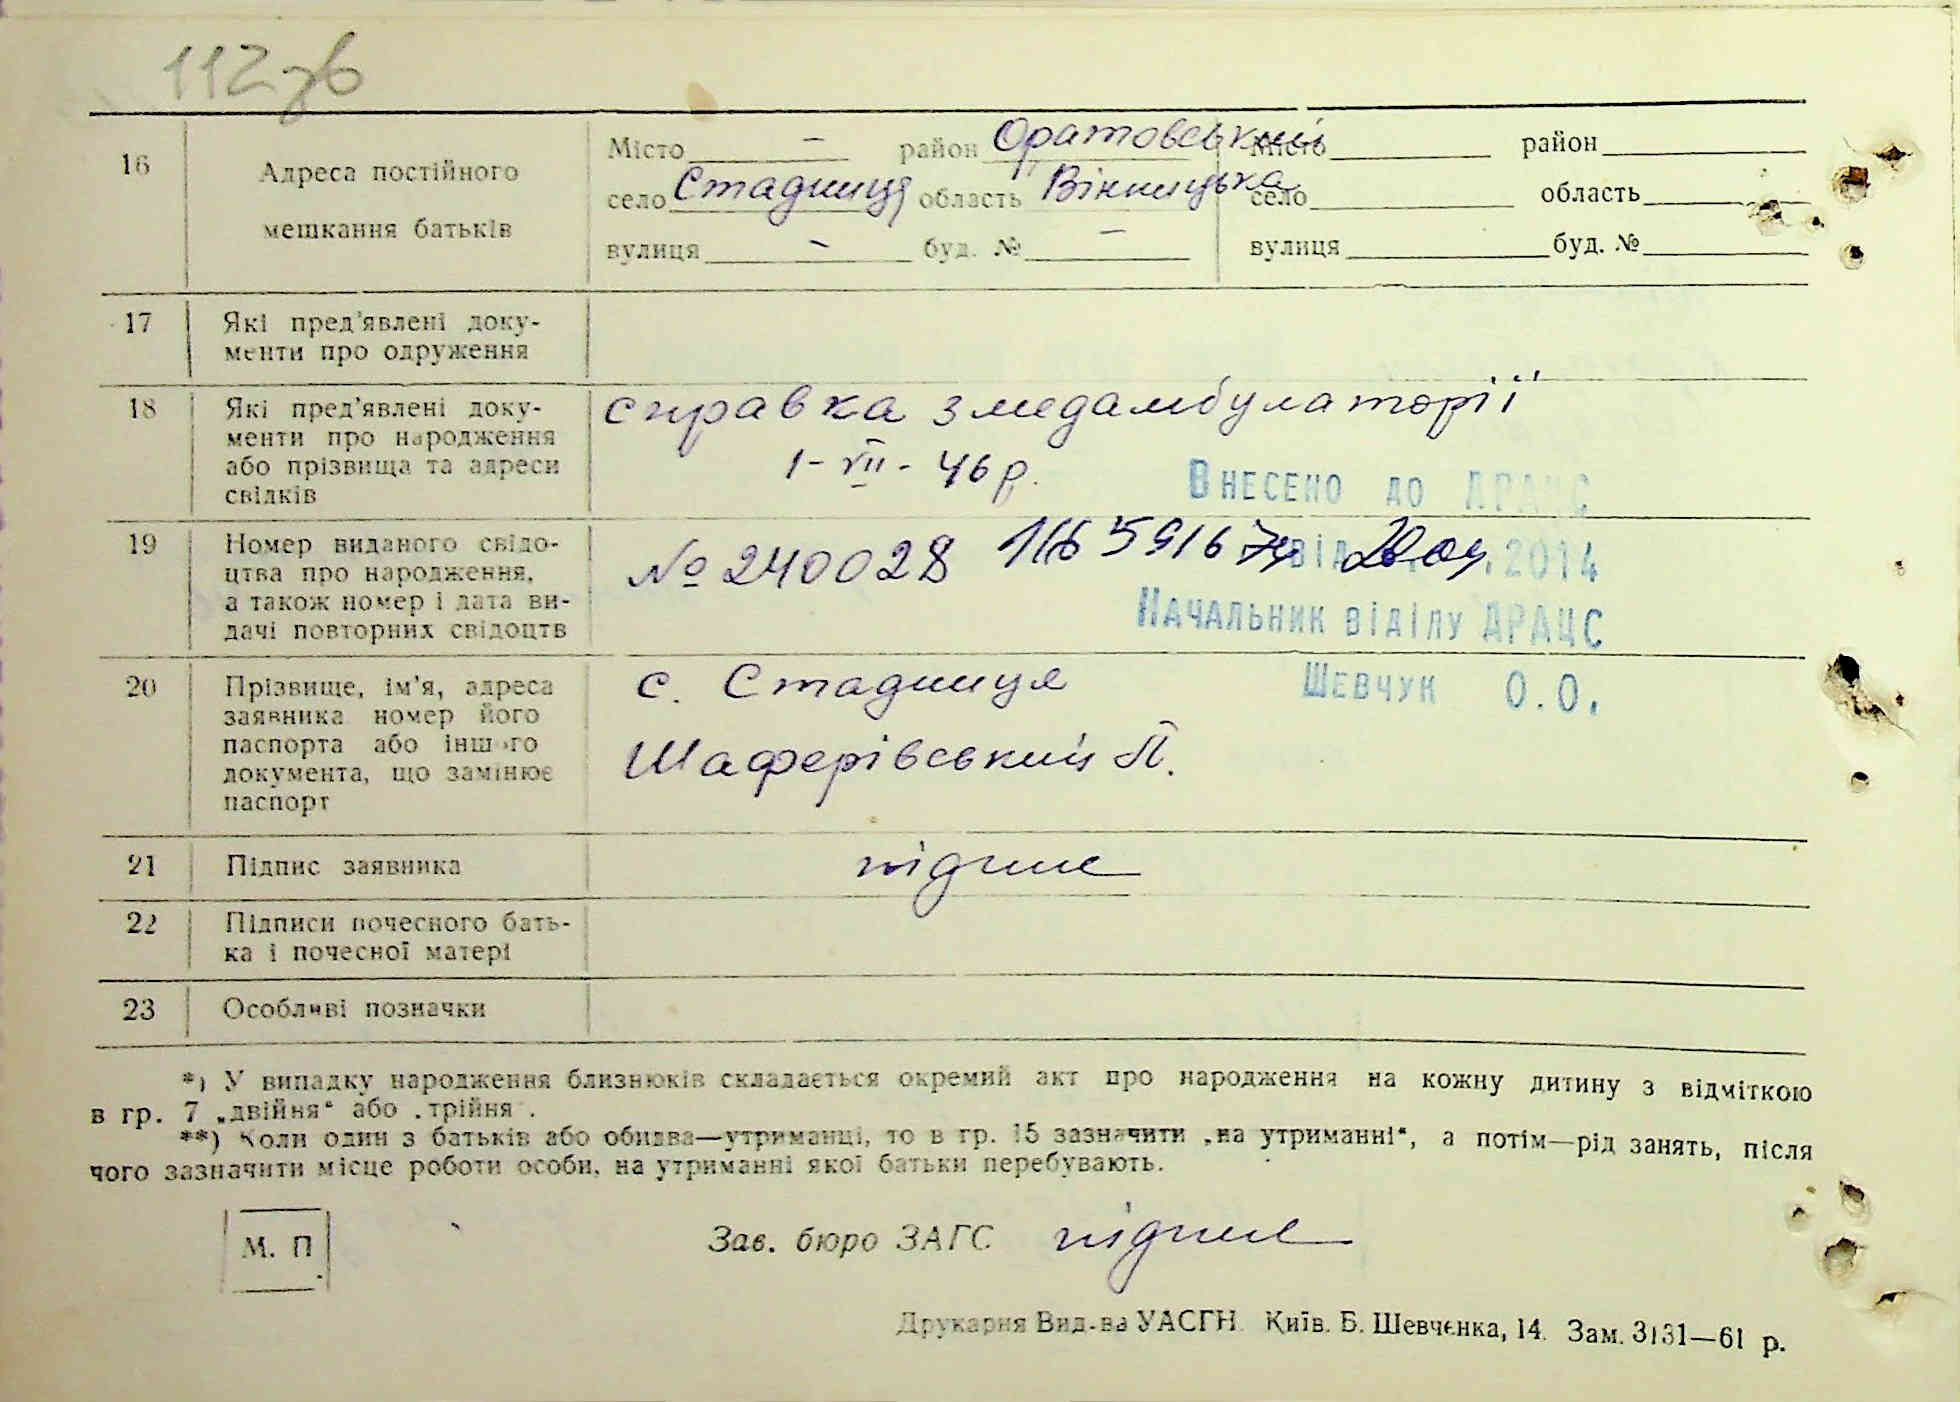 112 зв
16 Адреса постійного мешкання батьків
Місто – район Оратовський Місто район
село Стадниця область Вінницька село область
вулиця – буд. № – вулиця буд. №
17 Які пред'явлені доку-
менти про одруження
18 Які пред'явлені доку-
менти про народження
або прізвища та адреси
свідків
справка з медамбулаторії
1-VII-46 р.
Внесено до ДРАЦС
19 Номер виданого свідо-
цтва про народження,
а також номер і дата ви-
дачі повторних свідоцтв
№ 240028
від 2014
Начальник відділу ДРАЦС
Шевчук О.О.
20 Прізвище, ім'я, адреса
заявника номер його
паспорта або іншого
документа, що замінює
паспорт
с. Стадниця
Шаферівський П.
21 Підпис заявника підпис
22 Підписи почесного бать-
ка і почесної матері
23 Особливі позначки
*) У випадку народження близнюків складається окремий акт про народження на кожну дитину з відміткою
в гр. 7 „двійня“ або „трійня“.
**) Коли один з батьків або обидва—утриманці, то в гр. 15 зазначити „на утриманні“, а потім—рід занять, після
чого зазначити місце роботи особи, на утриманні якої батьки перебувають.
М. П.
Зав. бюро ЗАГС підпис
Друкарня Вид-ва УАСГН. Київ. Б. Шевченка, 14. Зам. 3131—61 р.